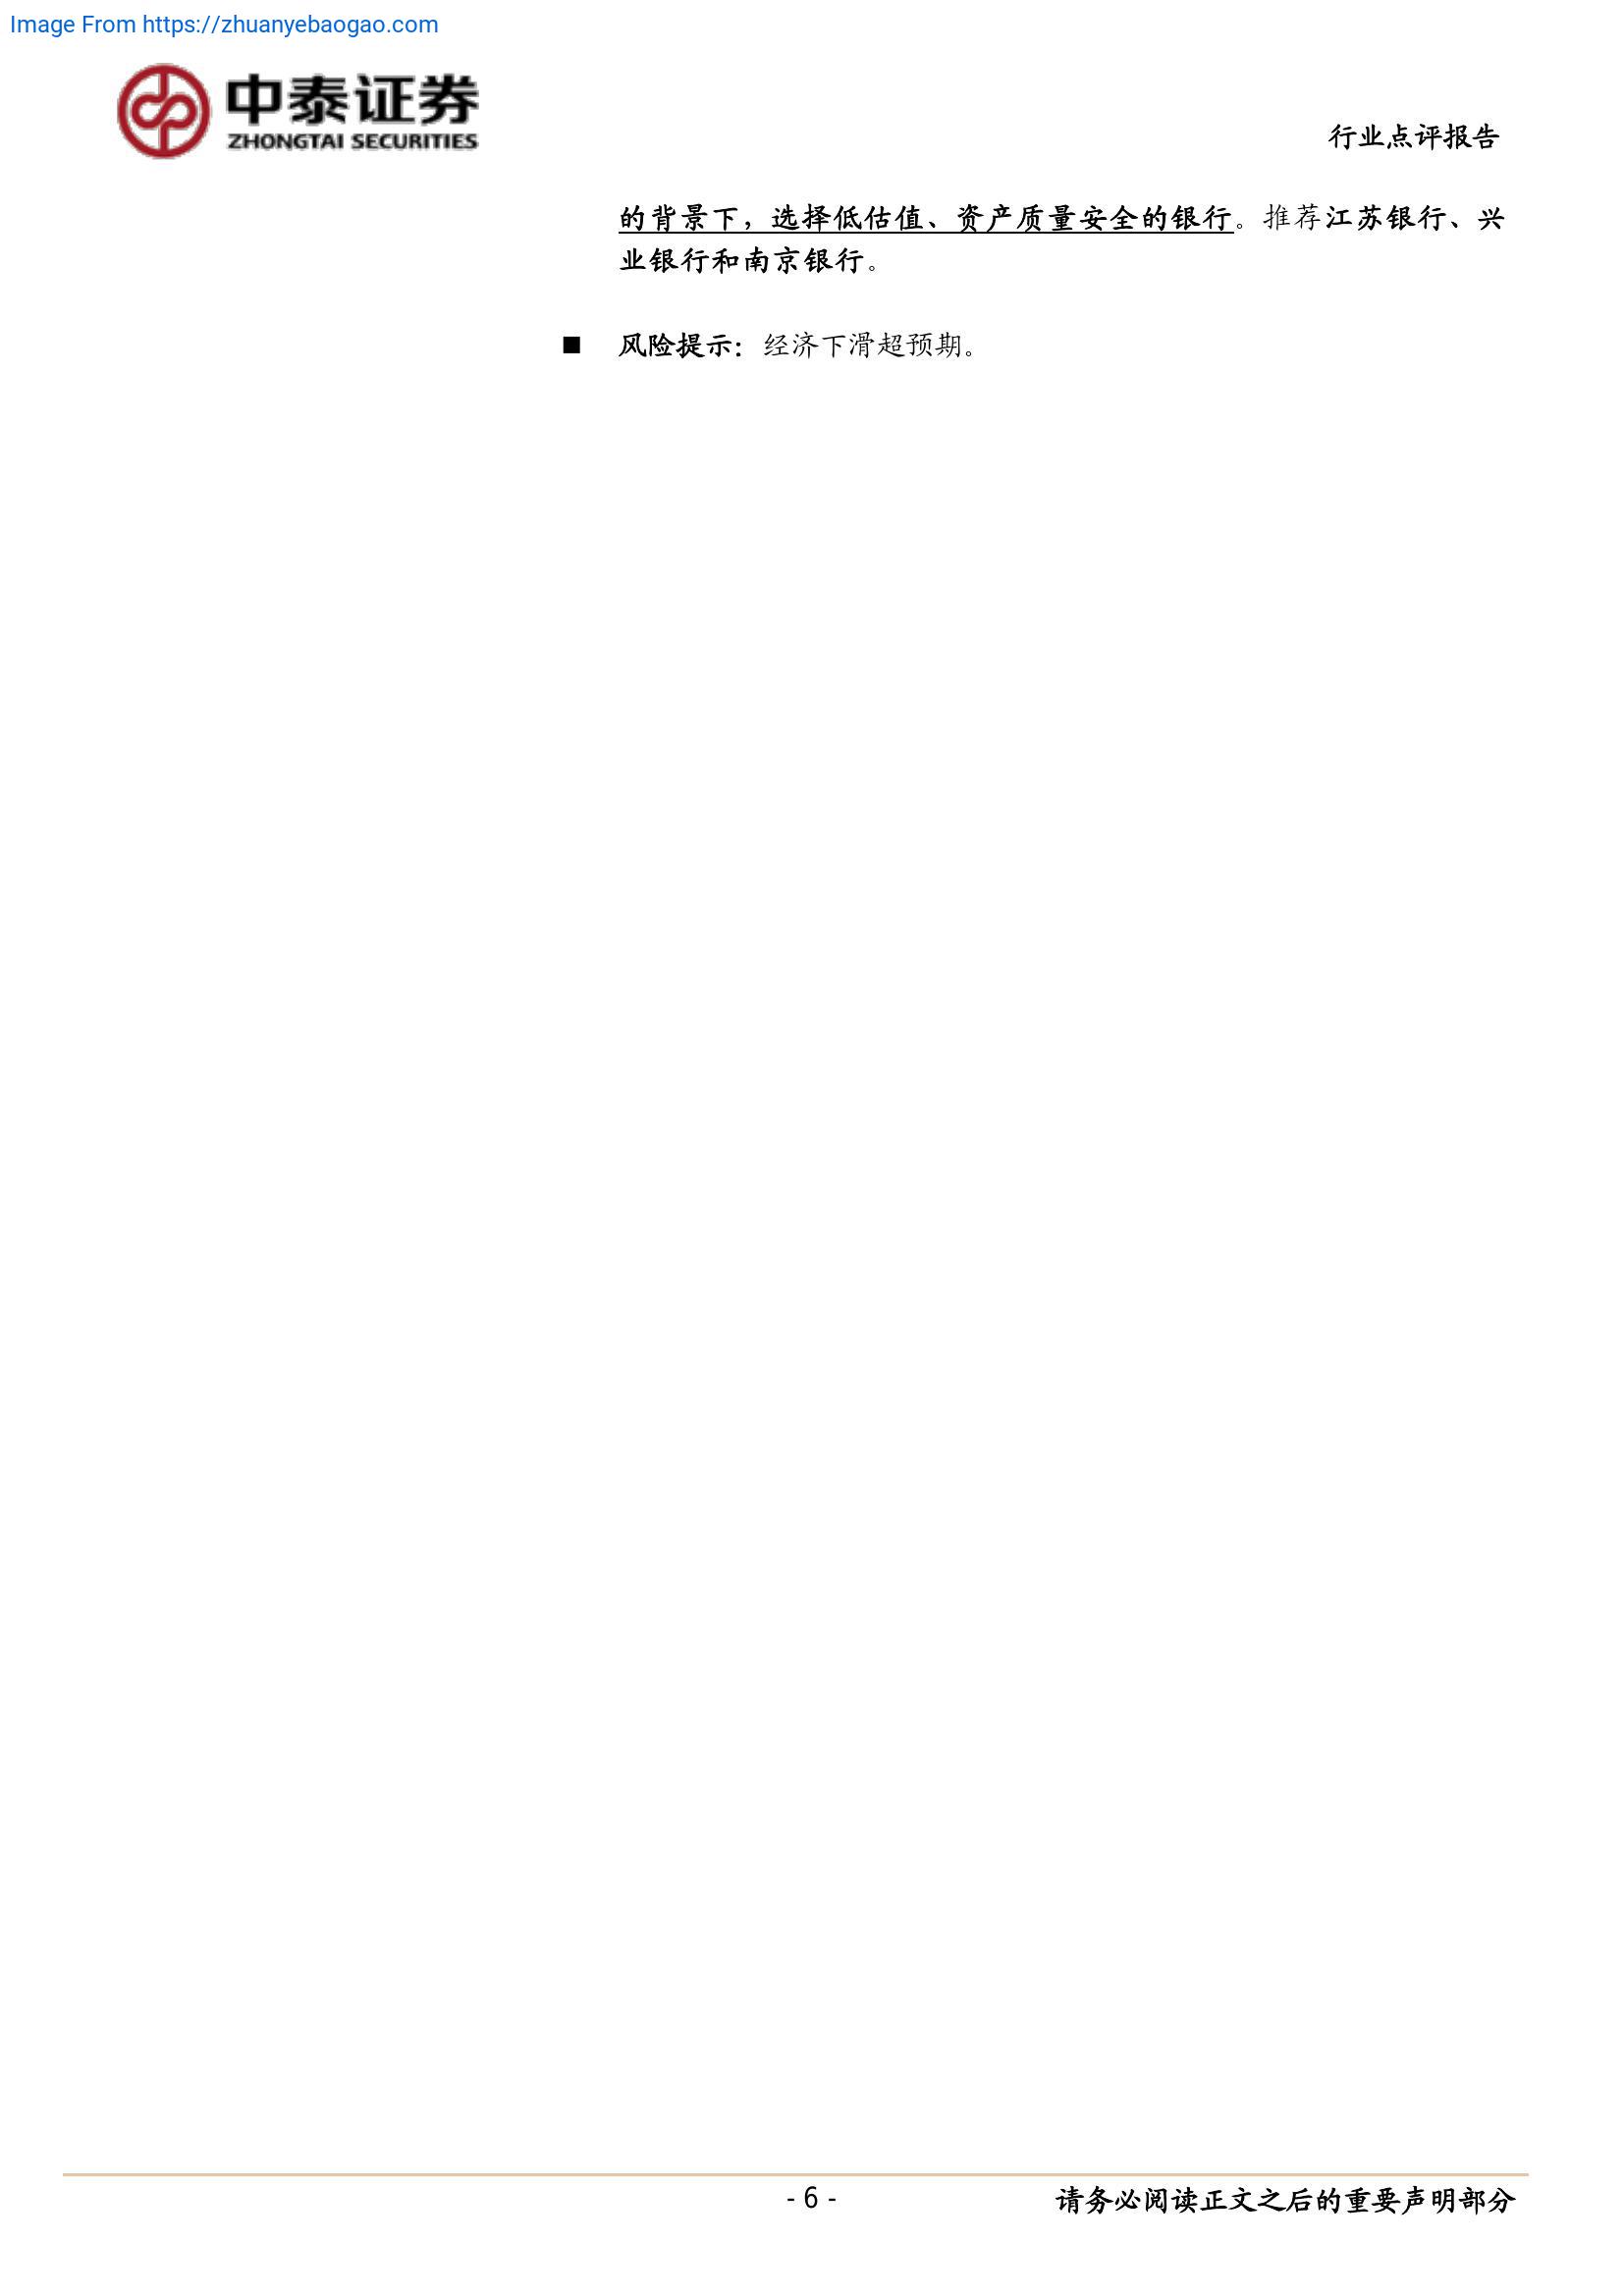 Image From https://zhuanyebaogao.com
中泰证券
ZHONGTAI SECURITIES
行业点评报告
的背景下，选择低估值、资产质量安全的银行。推荐江苏银行、兴
业银行和南京银行。
■ 风险提示：经济下滑超预期。
- 6 -
请务必阅读正文之后的重要声明部分